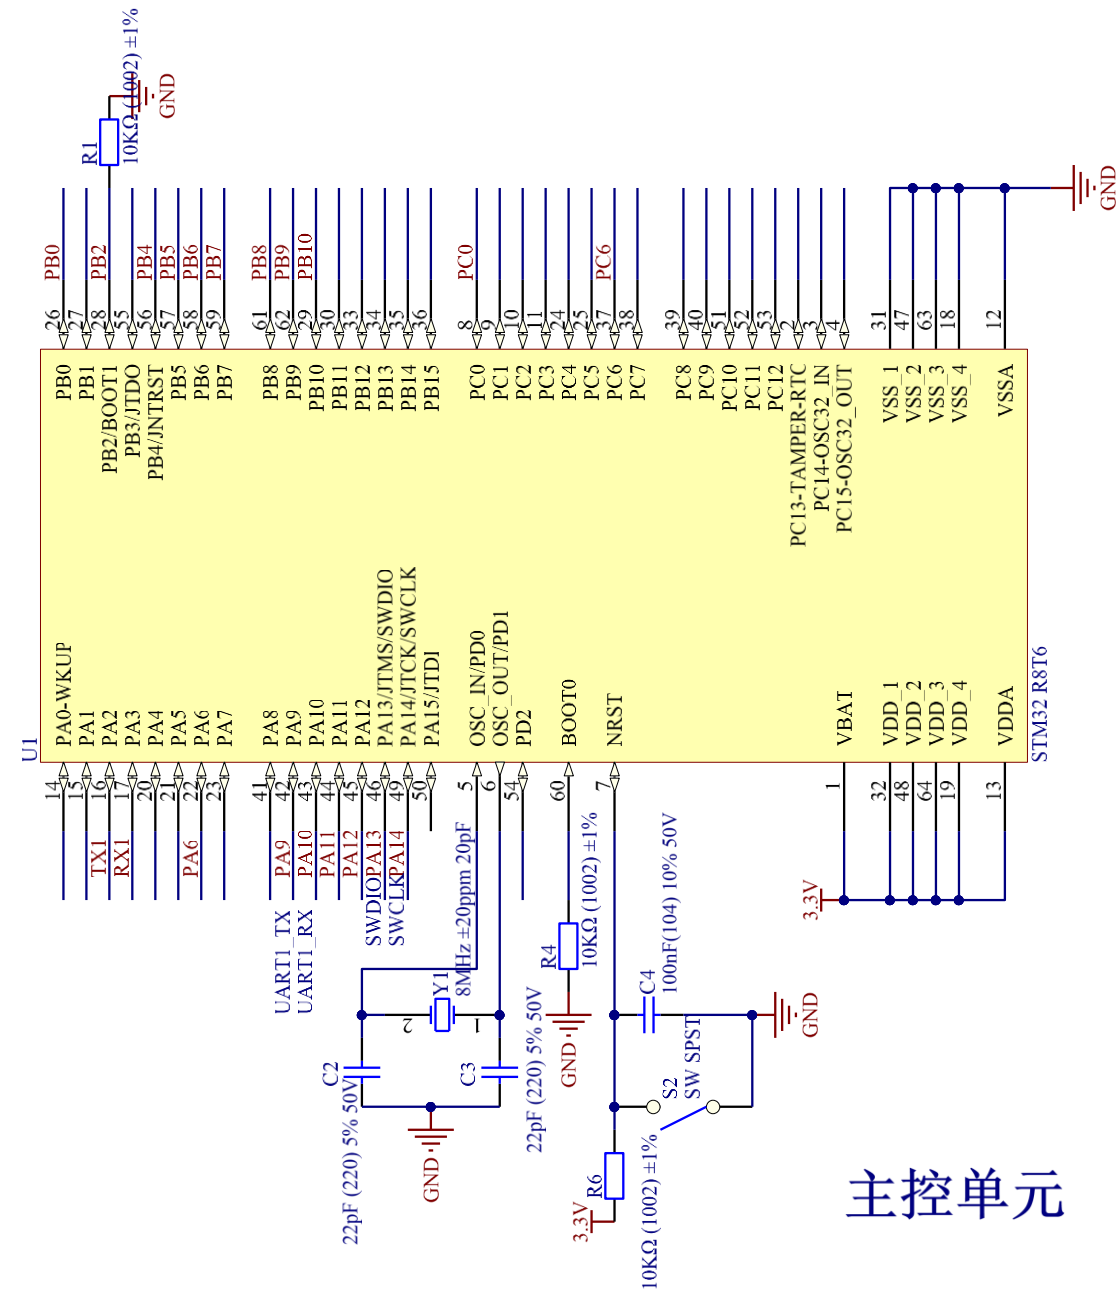 10KΩ (1002) ±1%
R1
GND
GND
PB0
PB2
PB4
PB5
PB6
PB7
PB8
PB9
PB10
PC0
PC6
26
27
28
55
56
57
58
59
61
62
29
30
33
34
35
36
8
9
10
11
24
25
37
38
39
40
51
52
53
2
3
4
31
47
63
18
12
PB0
PB1
PB2/BOOT1
PB3/JTDO
PB4/JNTRST
PB5
PB6
PB7
PB8
PB9
PB10
PB11
PB12
PB13
PB14
PB15
PC0
PC1
PC2
PC3
PC4
PC5
PC6
PC7
PC8
PC9
PC10
PC11
PC12
PC13-TAMPER-RTC
PC14-OSC32_IN
PC15-OSC32_OUT
VSS_1
VSS_2
VSS_3
VSS_4
VSSA
U1
PA0-WKUP
PA1
PA2
PA3
PA4
PA5
PA6
PA7
PA8
PA9
PA10
PA11
PA12
PA13/JTMS/SWDIO
PA14/JTCK/SWCLK
PA15/JTDI
OSC_IN/PD0
OSC_OUT/PD1
PD2
BOOT0
NRST
VBAT
VDD_1
VDD_2
VDD_3
VDD_4
VDDA
STM32 R8T6
14
15
16
17
20
21
22
23
41
42
43
44
45
46
49
50
5
6
54
60
7
1
32
48
64
19
13
TX1
RX1
PA6
PA9
PA10
PA11
PA12
PA13
PA14
SWDIO
SWCLK
UART1_TX
UART1_RX
Y1
8MHz ±20ppm 20pF
2
1
C2
22pF (220) 5% 50V
C3
22pF (220) 5% 50V
GND
R4
10KΩ (1002) ±1%
GND
C4
100nF(104) 10% 50V
S2
SW SPST
GND
R6
10KΩ (1002) ±1%
3.3V
3.3V
主控单元